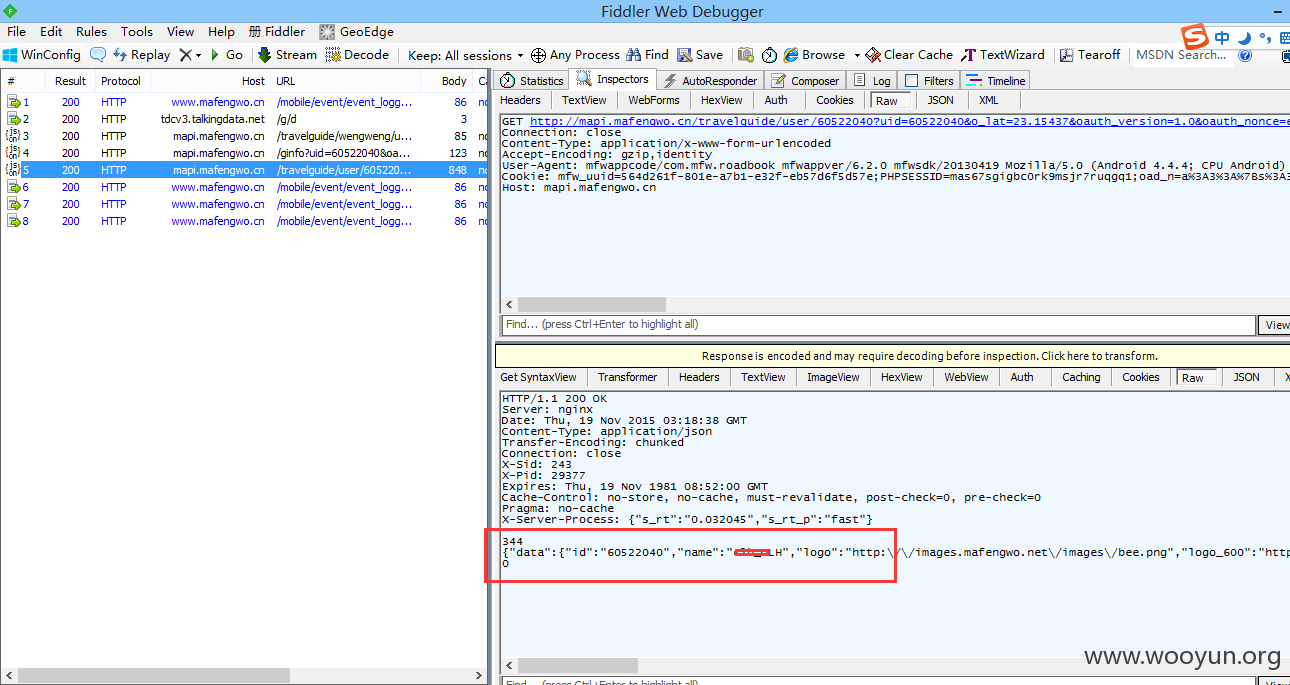 Fiddler Web Debugger
File Edit Rules Tools View Help Fiddler GeoEdge
WinConfig Replay Go Stream Decode Keep: All sessions Any Process Find Save Browse Clear Cache TextWizard Tearoff MSDN Search...
中
# Result Protocol Host URL Body
1 200 HTTP www.mafengwo.cn /mobile/event/event_logg... 86
2 200 HTTP tdcv3.talkingdata.net /g/d 3
3 200 HTTP mapi.mafengwo.cn /travelguide/wengweng/u... 85
4 200 HTTP mapi.mafengwo.cn /ginfo?uid=60522040&oa... 123
5 200 HTTP mapi.mafengwo.cn /travelguide/user/605220... 848
6 200 HTTP www.mafengwo.cn /mobile/event/event_logg... 86
7 200 HTTP www.mafengwo.cn /mobile/event/event_logg... 86
8 200 HTTP www.mafengwo.cn /mobile/event/event_logg... 86
Statistics Inspectors AutoResponder Composer Log Filters Timeline
Headers TextView WebForms HexView Auth Cookies Raw JSON XML
GET http://mapi.mafengwo.cn/travelguide/user/60522040?uid=60522040&o_lat=23.15437&oauth_version=1.0&oauth_nonce=
Connection: close
Content-Type: application/x-www-form-urlencoded
Accept-Encoding: gzip,identity
User-Agent: mfwappcode/com.mfw.roadbook mfwappver/6.2.0 mfwsdk/20130419 Mozilla/5.0 (Android 4.4.4; CPU Android)
Cookie: mfw_uuid=564d261f-801e-a7b1-e32f-eb57d6f5d57e;PHPSESSID=mas67sgigbc0rk9msjr7ruqgq1;oad_n=a%3A3%3A%7Bs%3A
Host: mapi.mafengwo.cn
Find... (press Ctrl+Enter to highlight all) View
Response is encoded and may require decoding before inspection. Click here to transform.
Get SyntaxView Transformer Headers TextView ImageView HexView WebView Auth Caching Cookies Raw JSON X
HTTP/1.1 200 OK
Server: nginx
Date: Thu, 19 Nov 2015 03:18:38 GMT
Content-Type: application/json
Transfer-Encoding: chunked
Connection: close
X-Sid: 243
X-Pid: 29377
Expires: Thu, 19 Nov 1981 08:52:00 GMT
Cache-Control: no-store, no-cache, must-revalidate, post-check=0, pre-check=0
Pragma: no-cache
X-Server-Process: {"s_rt":"0.032045","s_rt_p":"fast"}
344
{"data":{"id":"60522040","name":" LH","logo":"http:\/\/images.mafengwo.net\/images\/bee.png","logo_600":"http
0
www.wooyun.org
Find... (press Ctrl+Enter to highlight all)